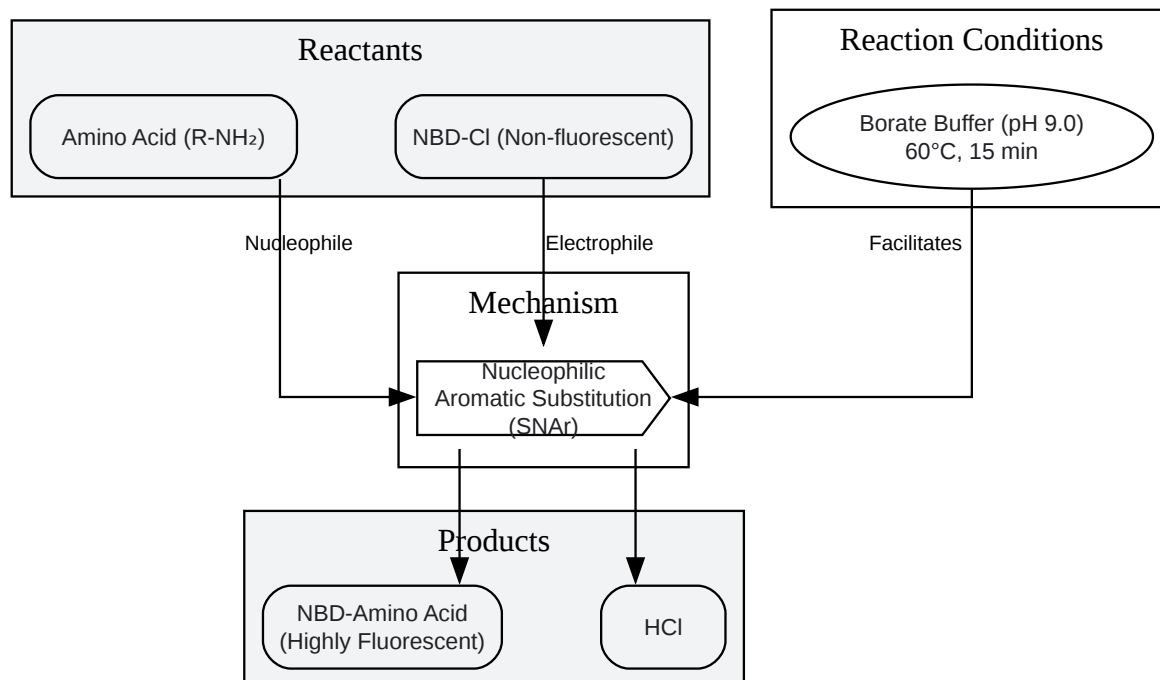 Reactants
Reaction Conditions
Amino Acid (R-NH₂)
NBD-Cl (Non-fluorescent)
Borate Buffer (pH 9.0)
60°C, 15 min
Nucleophile
Electrophile
Facilitates
Mechanism
Nucleophilic
Aromatic Substitution
(SNAr)
Products
NBD-Amino Acid
(Highly Fluorescent)
HCl